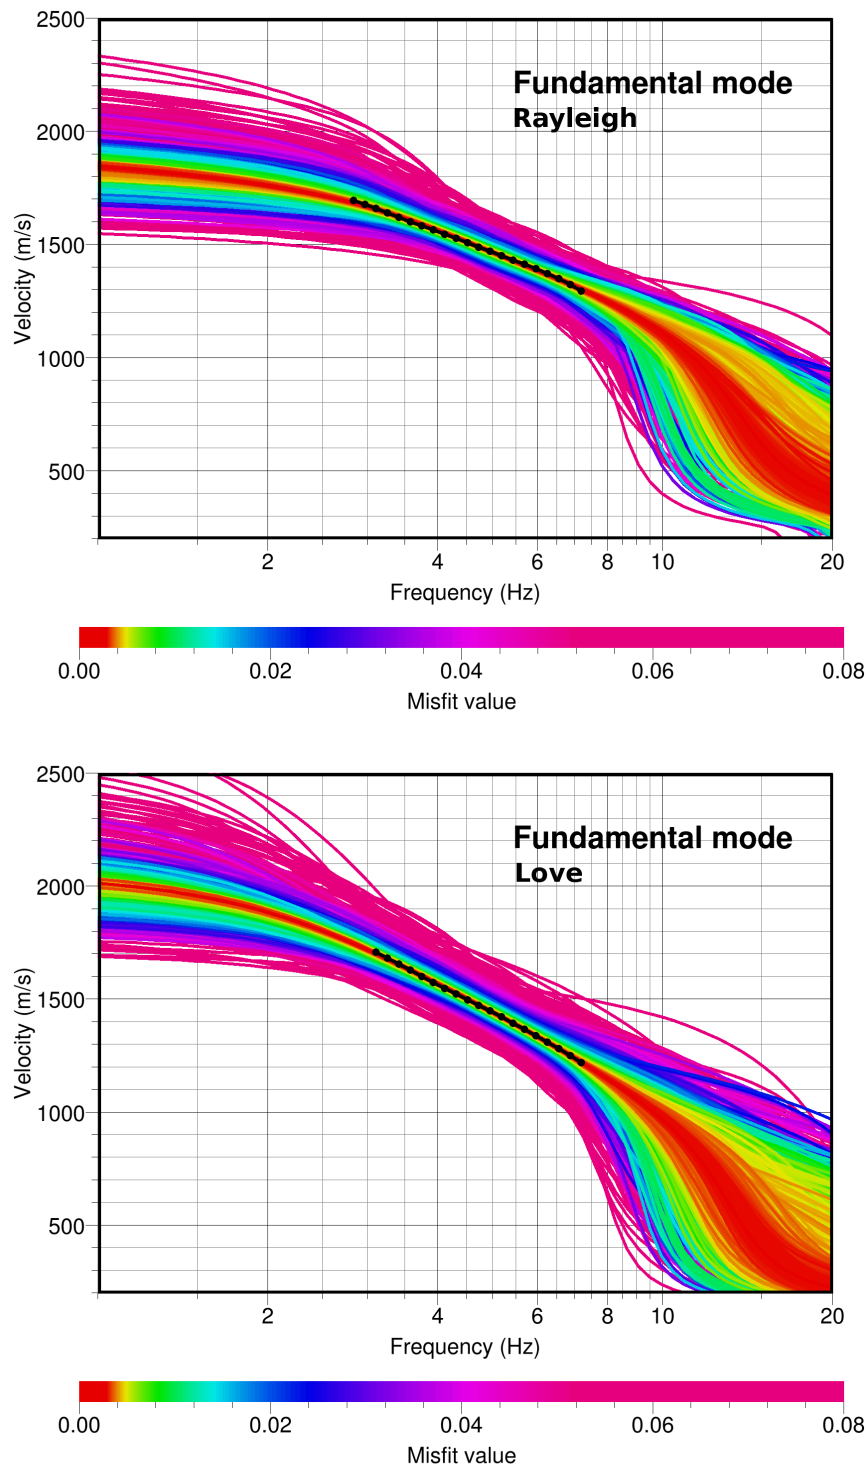 2500
2000
1500
1000
500
Velocity (m/s)
Fundamental mode
Rayleigh
2 4 6 8 10 20
Frequency (Hz)
0.00 0.02 0.04 0.06 0.08
Misfit value
2500
2000
1500
1000
500
Velocity (m/s)
Fundamental mode
Love
2 4 6 8 10 20
Frequency (Hz)
0.00 0.02 0.04 0.06 0.08
Misfit value